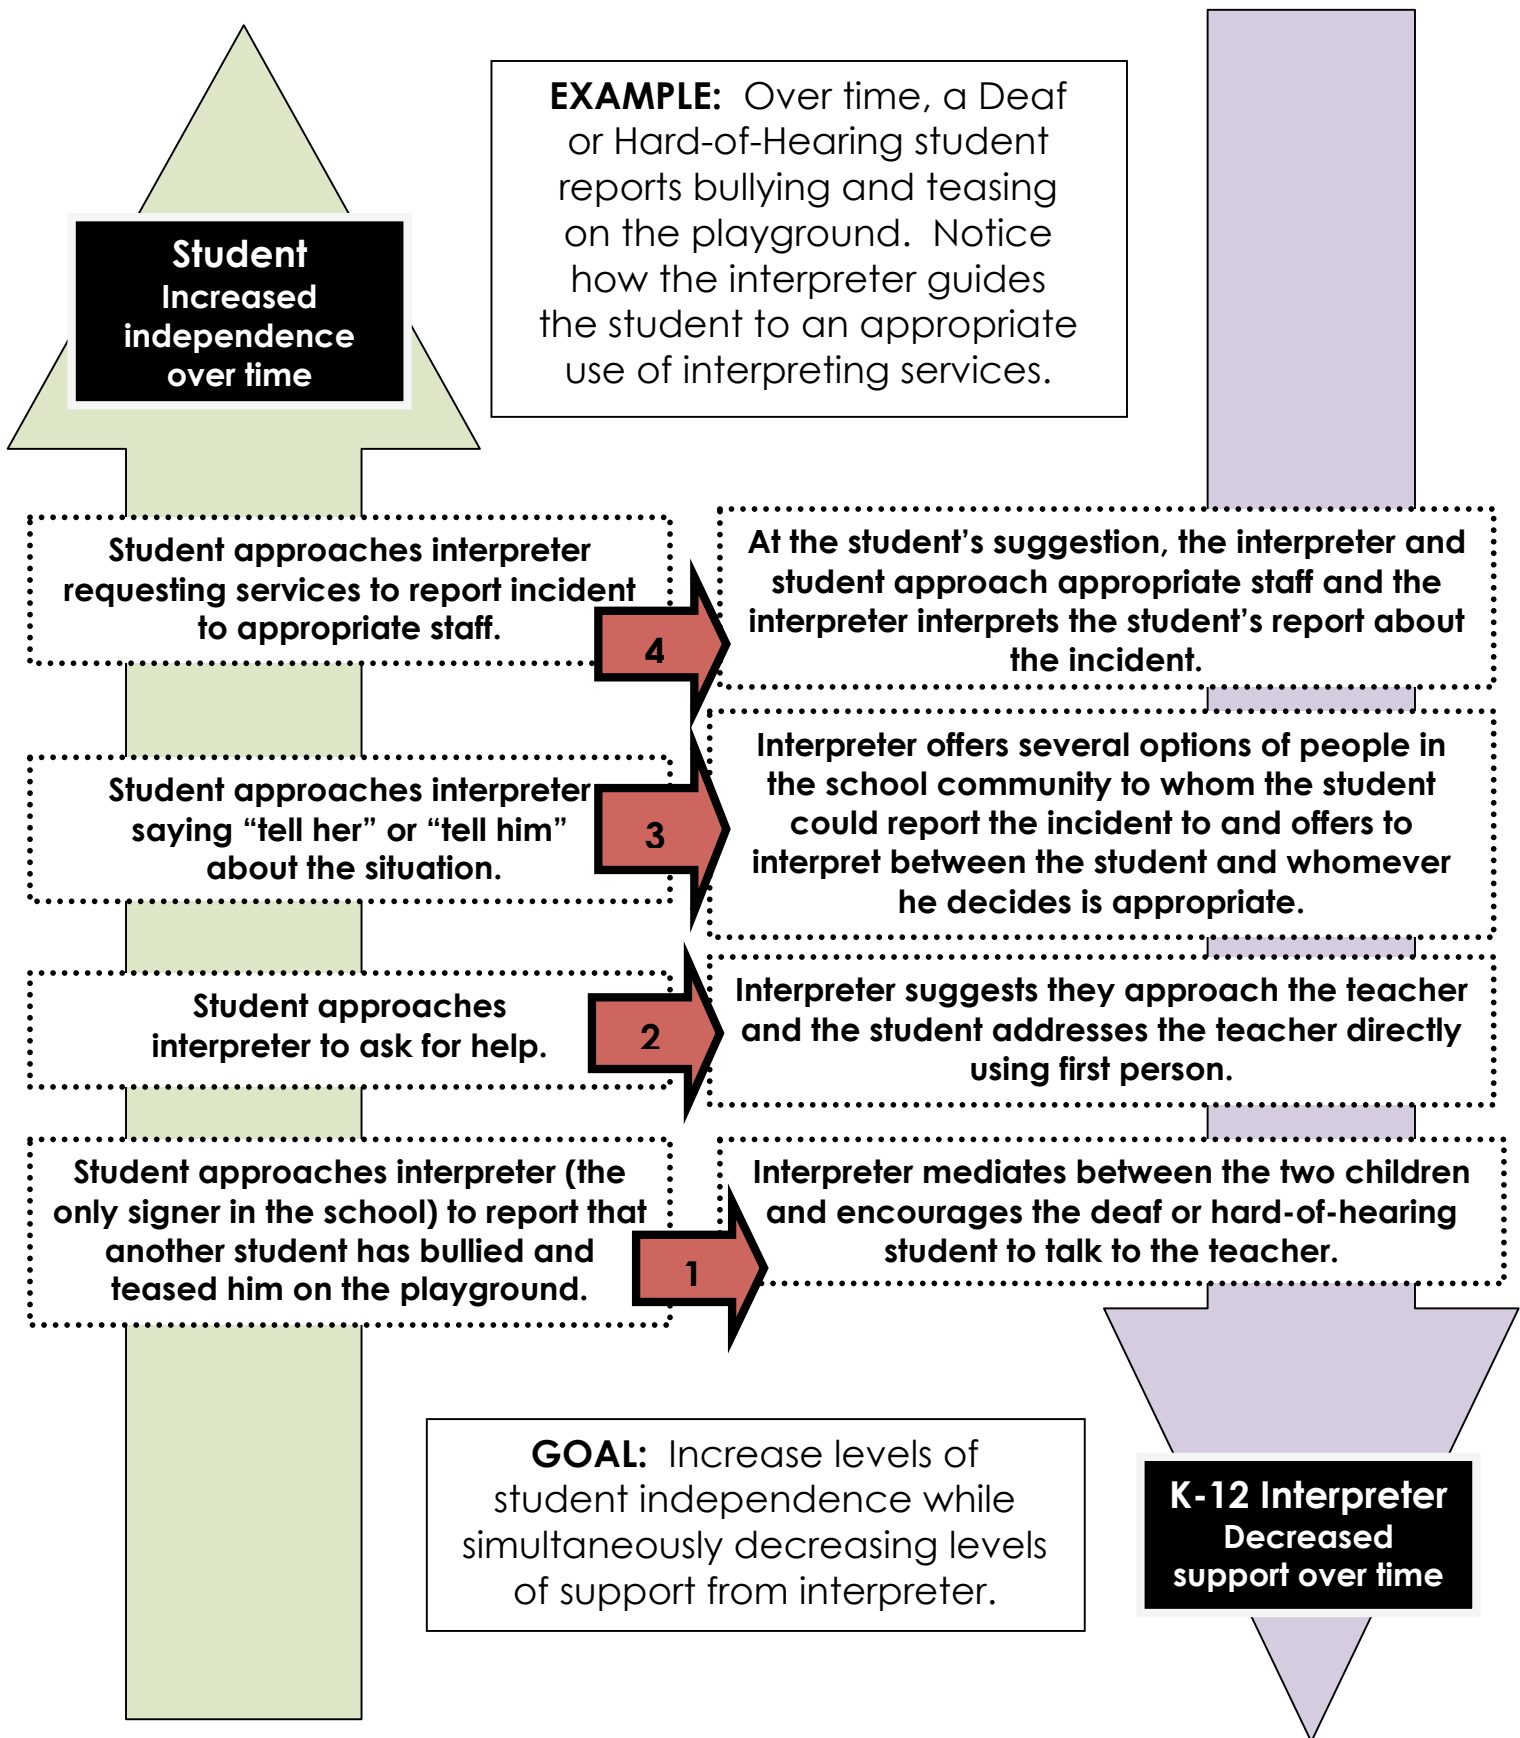 EXAMPLE: Over time, a Deaf
or Hard-of-Hearing student
reports bullying and teasing
on the playground. Notice
how the interpreter guides
the student to an appropriate
use of interpreting services.
Student
Increased
independence
over time
Student approaches interpreter
requesting services to report incident
to appropriate staff.
4
At the student’s suggestion, the interpreter and
student approach appropriate staff and the
interpreter interprets the student’s report about
the incident.
Student approaches interpreter
saying “tell her” or “tell him”
about the situation.
3
Interpreter offers several options of people in
the school community to whom the student
could report the incident to and offers to
interpret between the student and whomever
he decides is appropriate.
Student approaches
interpreter to ask for help.
2
Interpreter suggests they approach the teacher
and the student addresses the teacher directly
using first person.
Student approaches interpreter (the
only signer in the school) to report that
another student has bullied and
teased him on the playground.
1
Interpreter mediates between the two children
and encourages the deaf or hard-of-hearing
student to talk to the teacher.
GOAL: Increase levels of
student independence while
simultaneously decreasing levels
of support from interpreter.
K-12 Interpreter
Decreased
support over time